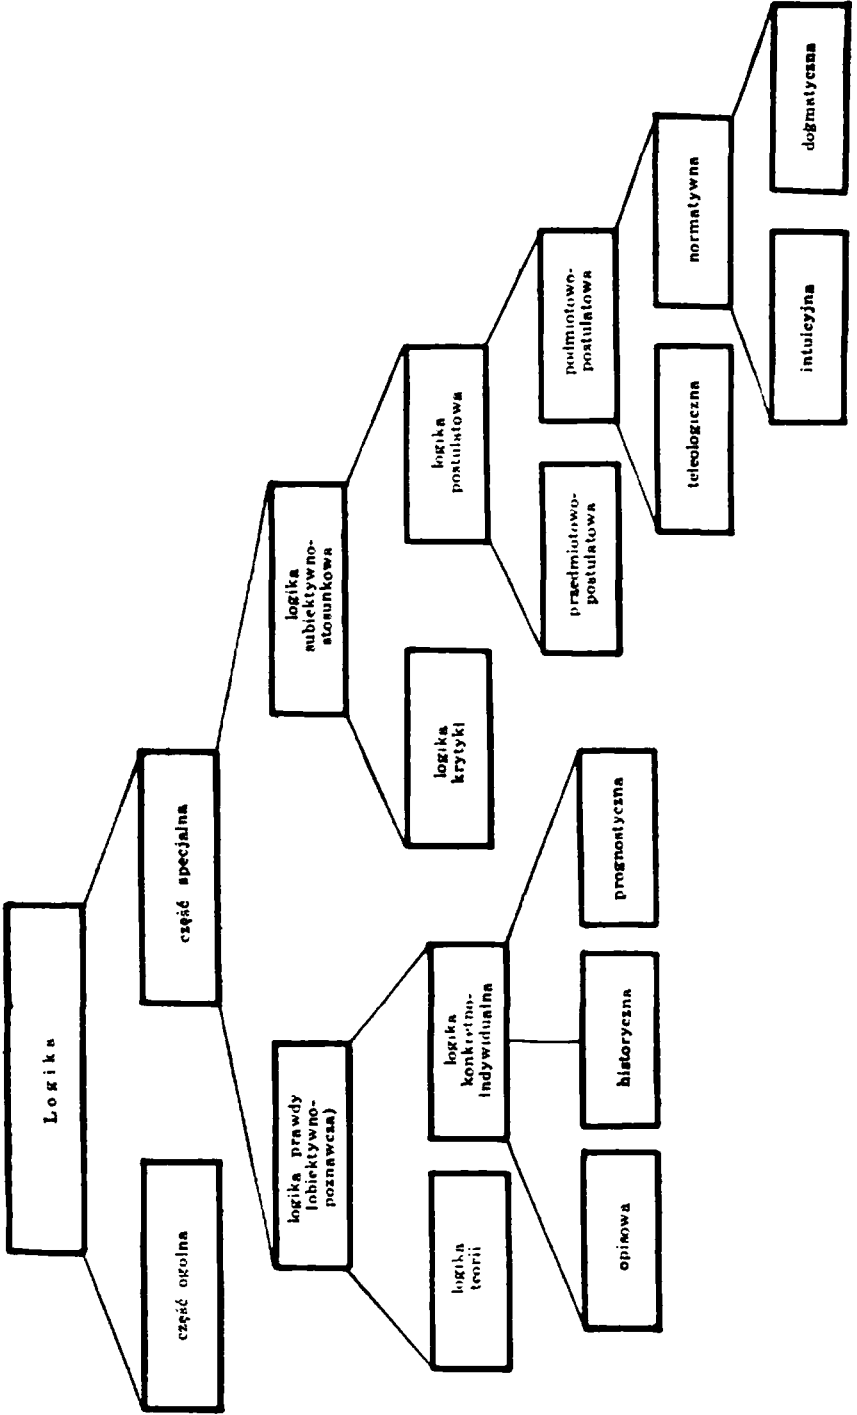 Logika
część ogolna
część specjalna
logika prawdy
(obiektywno-
poznawcza)
logika
subiektywno-
stosunkowa
logika
teorii
logika
konkretno-
indywidualna
logika
krytyki
logika
postulatowa
opisowa
historyczna
prognostyczna
przedmiotowo-
postulatowa
podmiotowo-
postulatowa
teleologiczna
normatywna
intuicyjna
dogmatyczna